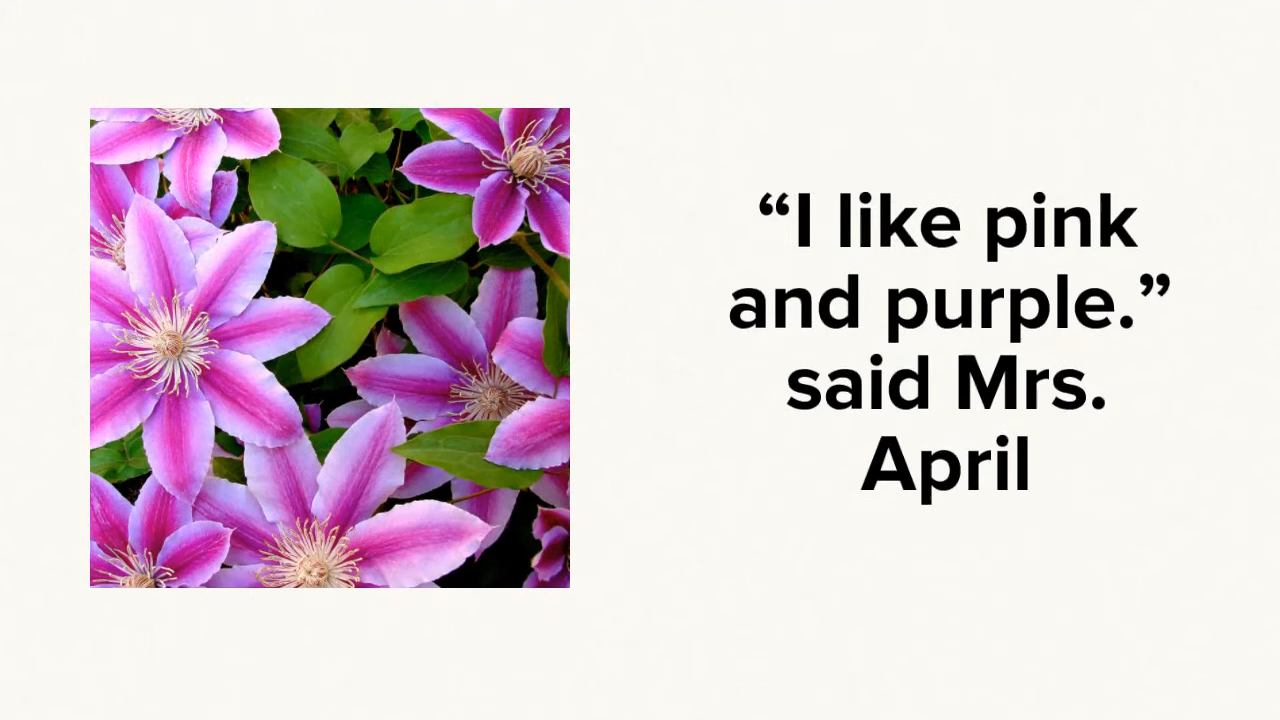 “I like pink
and purple.”
said Mrs.
April